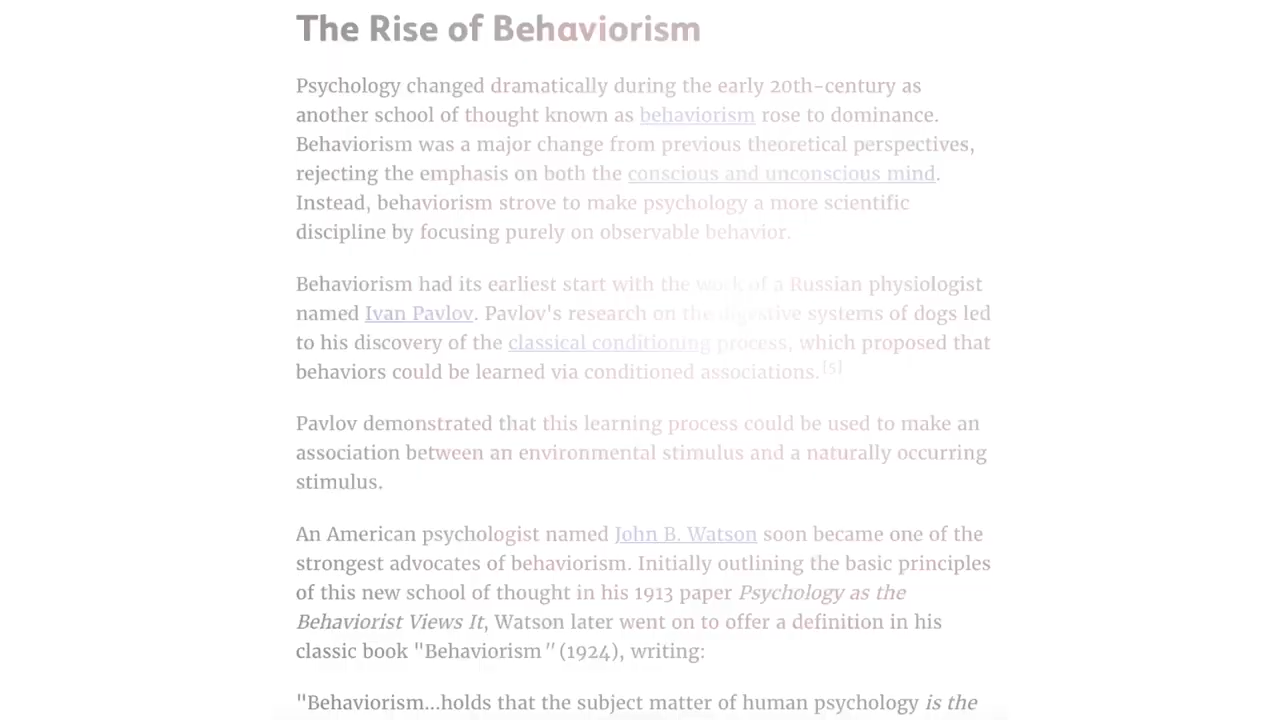 The Rise of Behaviorism
Psychology changed dramatically during the early 20th-century as
another school of thought known as behaviorism rose to dominance.
Behaviorism was a major change from previous theoretical perspectives,
rejecting the emphasis on both the conscious and unconscious mind.
Instead, behaviorism strove to make psychology a more scientific
discipline by focusing purely on observable behavior.
Behaviorism had its earliest start with the work of a Russian physiologist
named Ivan Pavlov. Pavlov's research on the digestive systems of dogs led
to his discovery of the classical conditioning process, which proposed that
behaviors could be learned via conditioned associations.[5]
Pavlov demonstrated that this learning process could be used to make an
association between an environmental stimulus and a naturally occurring
stimulus.
An American psychologist named John B. Watson soon became one of the
strongest advocates of behaviorism. Initially outlining the basic principles
of this new school of thought in his 1913 paper Psychology as the
Behaviorist Views It, Watson later went on to offer a definition in his
classic book "Behaviorism" (1924), writing:
"Behaviorism...holds that the subject matter of human psychology is the